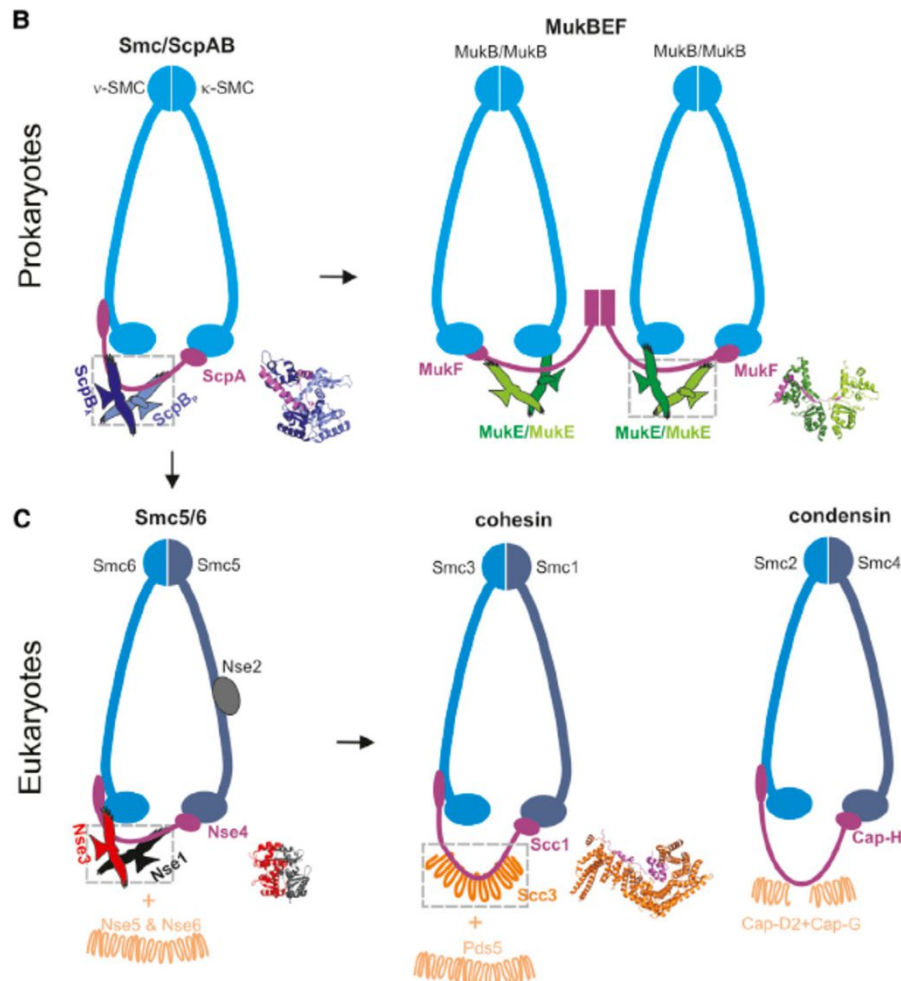 B
Prokaryotes
Smc/ScpAB
ν-SMC
κ-SMC
ScpA
ScpBλ
ScpBρ
MukBEF
MukB/MukB
MukB/MukB
MukF
MukF
MukE/MukE
MukE/MukE
C
Eukaryotes
Smc5/6
Smc6
Smc5
Nse2
Nse4
Nse3
Nse1
+
Nse5 & Nse6
cohesin
Smc3
Smc1
Scc1
Scc3
+
Pds5
condensin
Smc2
Smc4
Cap-H
Cap-D2+Cap-G